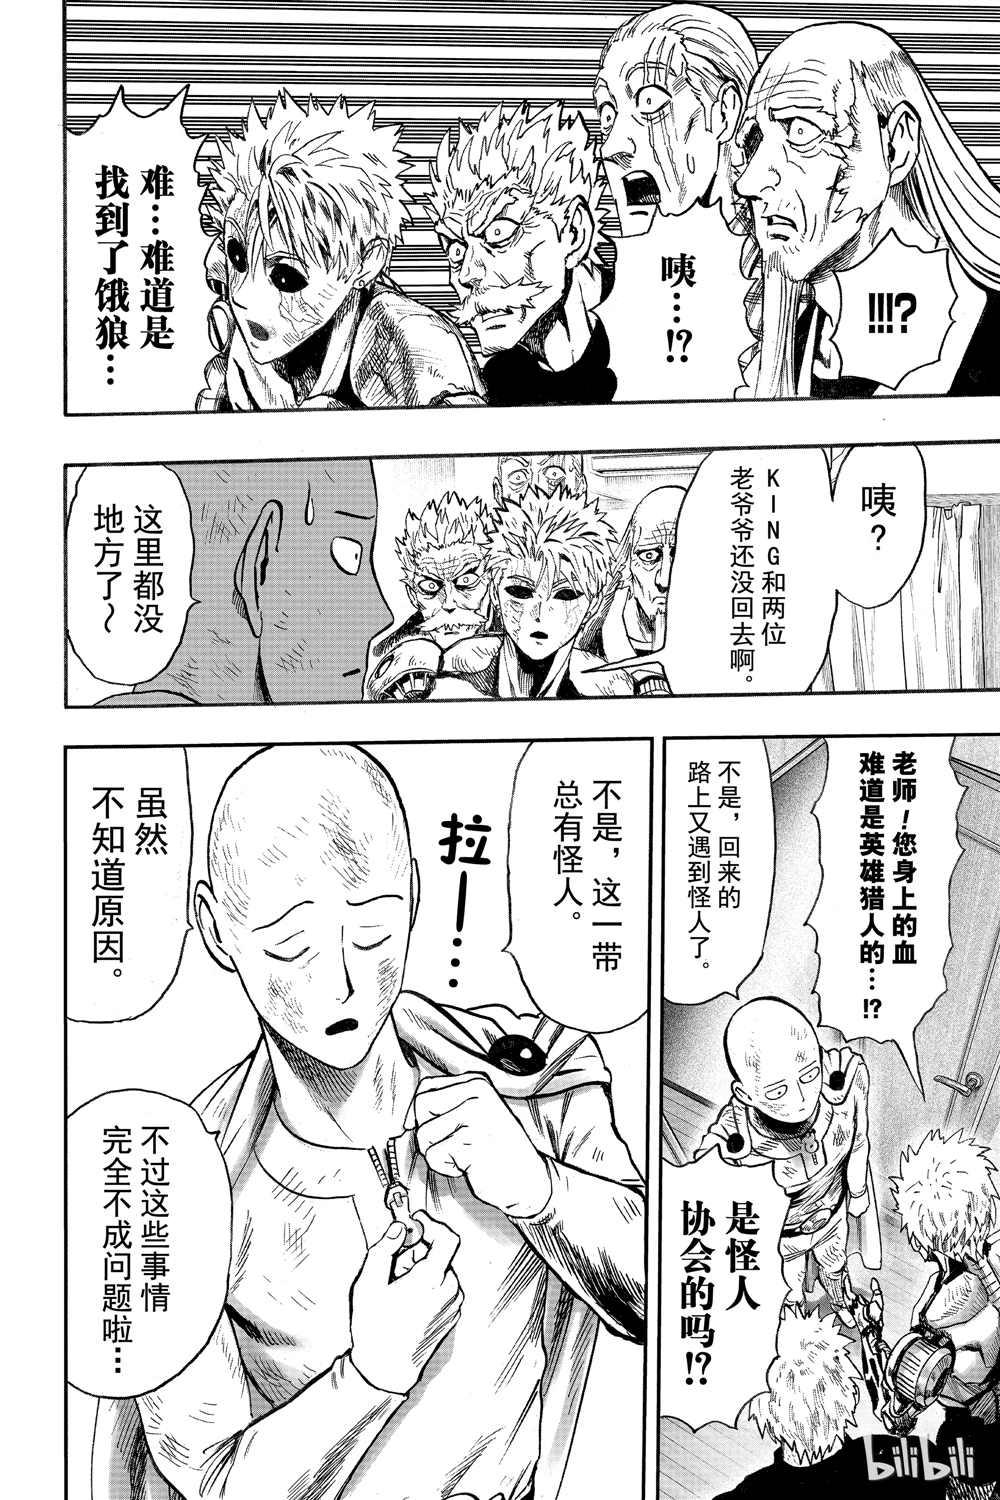 !!!?
咦…!?
难…难道是
找到了饿狼…
咦?
KING和两位
老爷爷还没回去啊。
这里都没
地方了~
老师!您身上的血
难道是英雄猎人的…!?
不是，回来的
路上又遇到怪人了。
是怪人
协会的吗!?
不是，这一带
总有怪人。
拉—…
虽然
不知道原因。
不过这些事情
完全不成问题啦…
bilibili